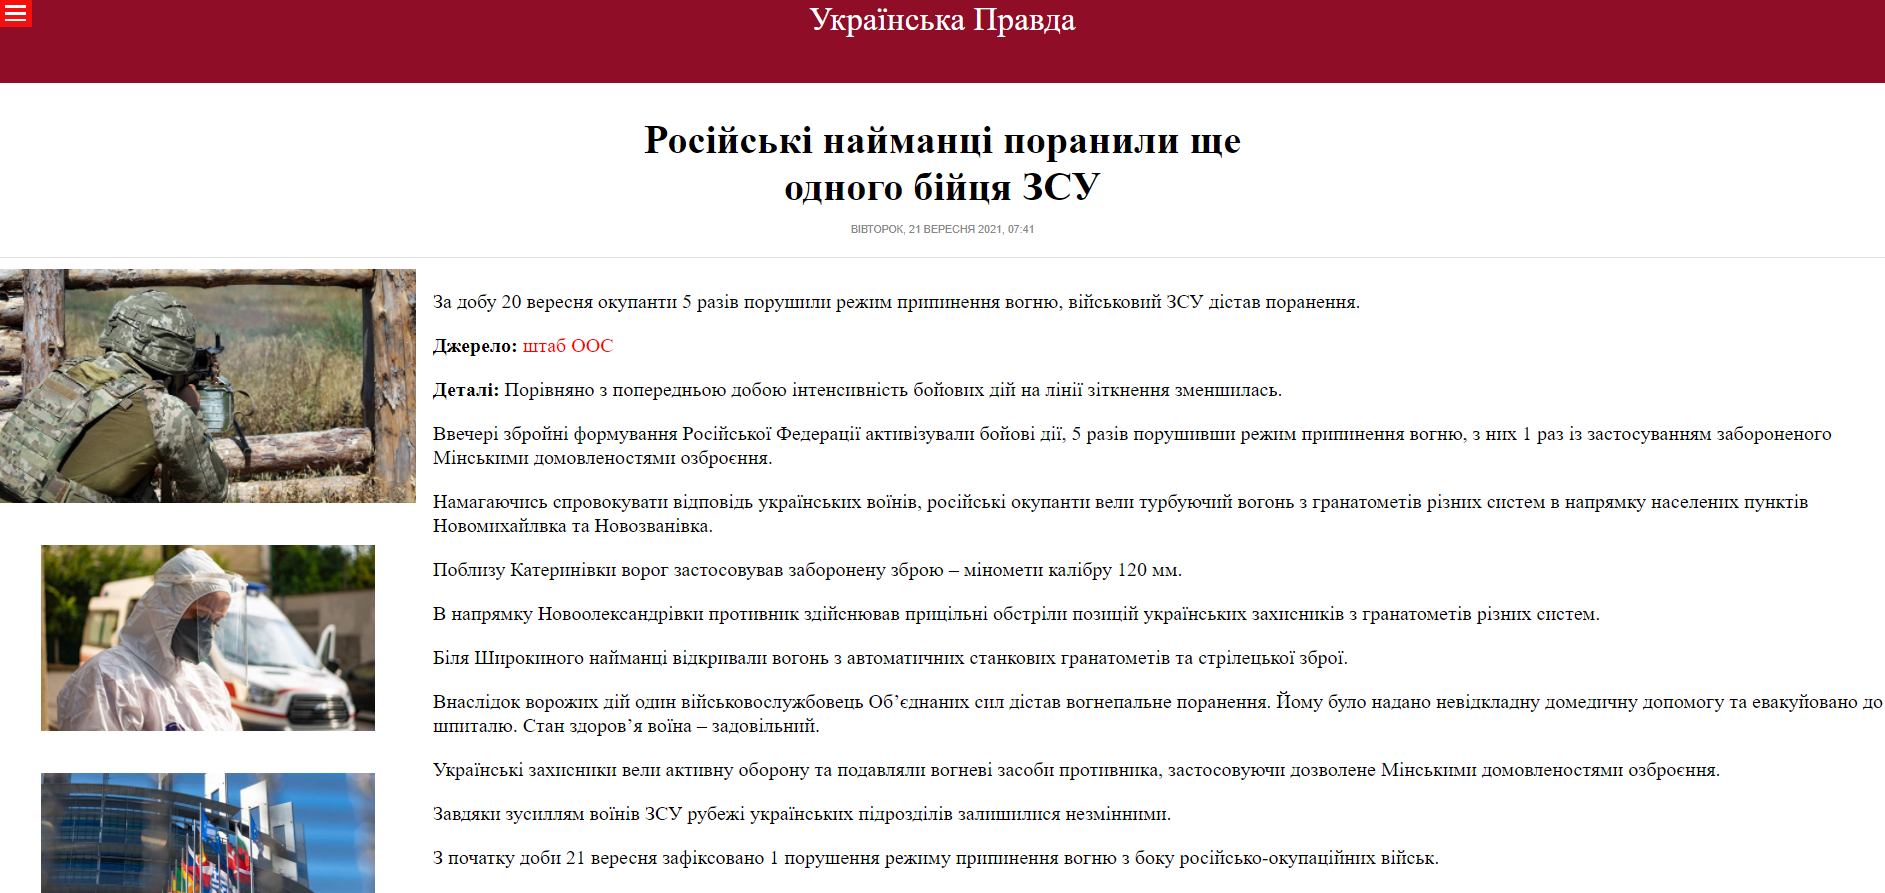 Українська Правда
Російські найманці поранили ще
одного бійця ЗСУ
ВІВТОРОК, 21 ВЕРЕСНЯ 2021, 07:41
За добу 20 вересня окупанти 5 разів порушили режим припинення вогню, військовий ЗСУ дістав поранення.
Джерело: штаб ООС
Деталі: Порівняно з попередньою добою інтенсивність бойових дій на лінії зіткнення зменшилась.
Ввечері збройні формування Російської Федерації активізували бойові дії, 5 разів порушивши режим припинення вогню, з них 1 раз із застосуванням забороненого
Мінськими домовленостями озброєння.
Намагаючись спровокувати відповідь українських воїнів, російські окупанти вели турбуючий вогонь з гранатометів різних систем в напрямку населених пунктів
Новомихайлвка та Новозванівка.
Поблизу Катеринівки ворог застосовував заборонену зброю – міномети калібру 120 мм.
В напрямку Новоолександрівки противник здійснював прицільні обстріли позицій українських захисників з гранатометів різних систем.
Біля Широкиного найманці відкривали вогонь з автоматичних станкових гранатометів та стрілецької зброї.
Внаслідок ворожих дій один військовослужбовець Об’єднаних сил дістав вогнепальне поранення. Йому було надано невідкладну домедичну допомогу та евакуйовано до
шпиталю. Стан здоров’я воїна – задовільний.
Українські захисники вели активну оборону та подавляли вогневі засоби противника, застосовуючи дозволене Мінськими домовленостями озброєння.
Завдяки зусиллям воїнів ЗСУ рубежі українських підрозділів залишилися незмінними.
З початку доби 21 вересня зафіксовано 1 порушення режиму припинення вогню з боку російсько-окупаційних військ.